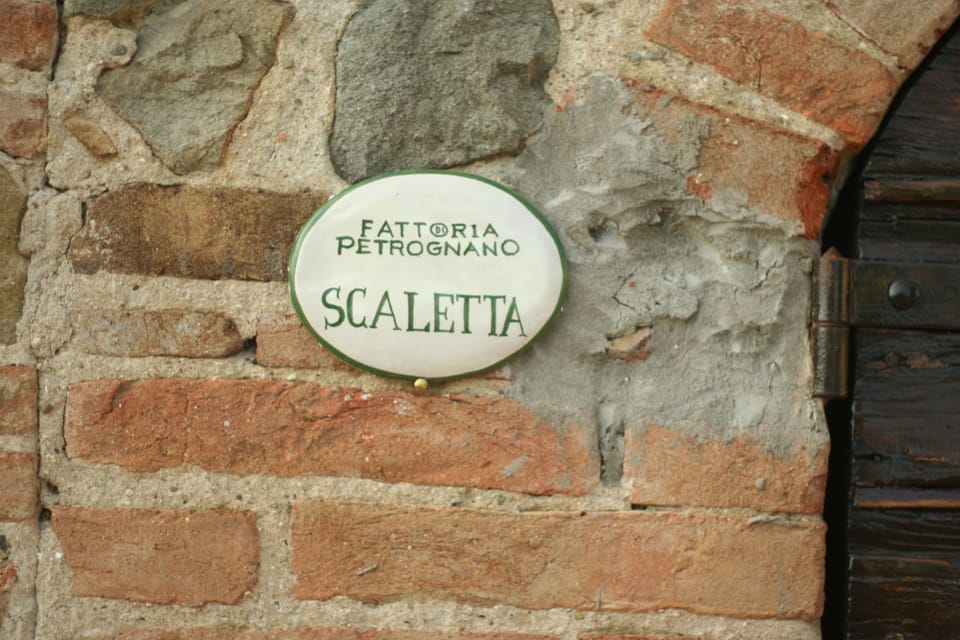 FATTORIA
DI
PETROGNANO
SCALETTA